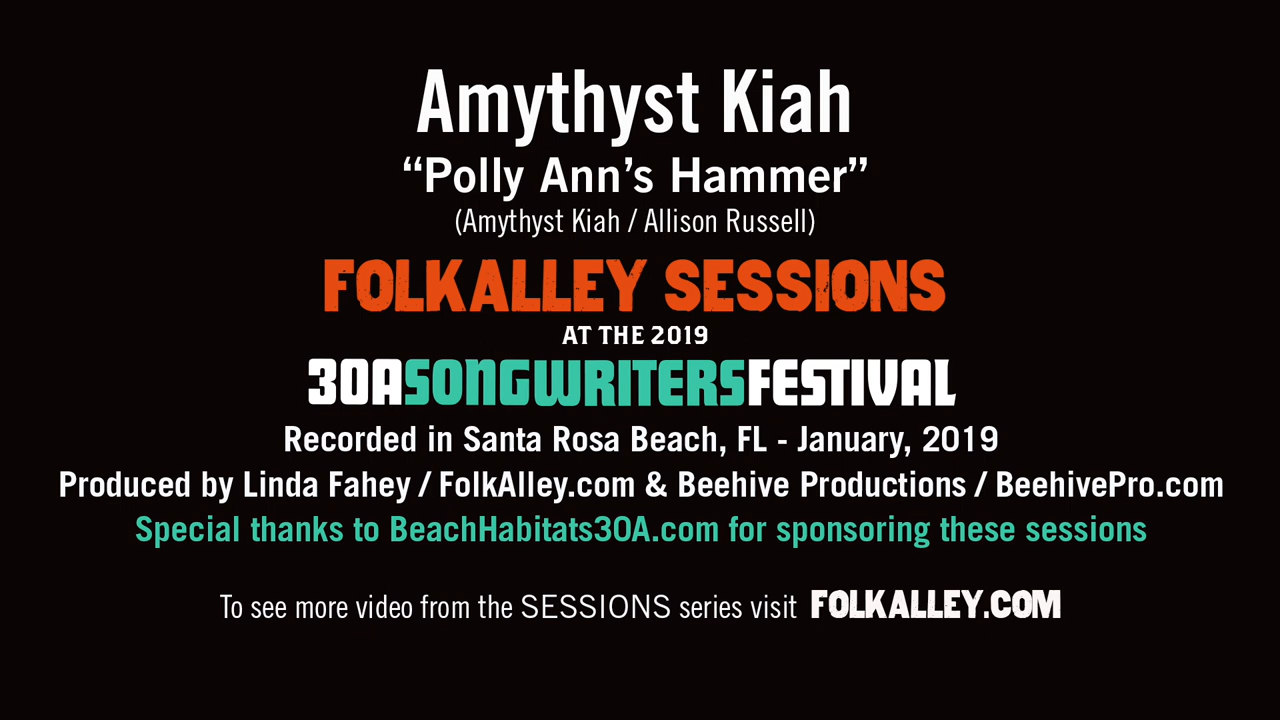 Amythyst Kiah
“Polly Ann’s Hammer”
(Amythyst Kiah / Allison Russell)
FOLKALLEY SESSIONS
AT THE 2019
30ASONGWRITERSFESTIVAL
Recorded in Santa Rosa Beach, FL - January, 2019
Produced by Linda Fahey / FolkAlley.com & Beehive Productions / BeehivePro.com
Special thanks to BeachHabitats30A.com for sponsoring these sessions
To see more video from the SESSIONS series visit FOLKALLEY.COM